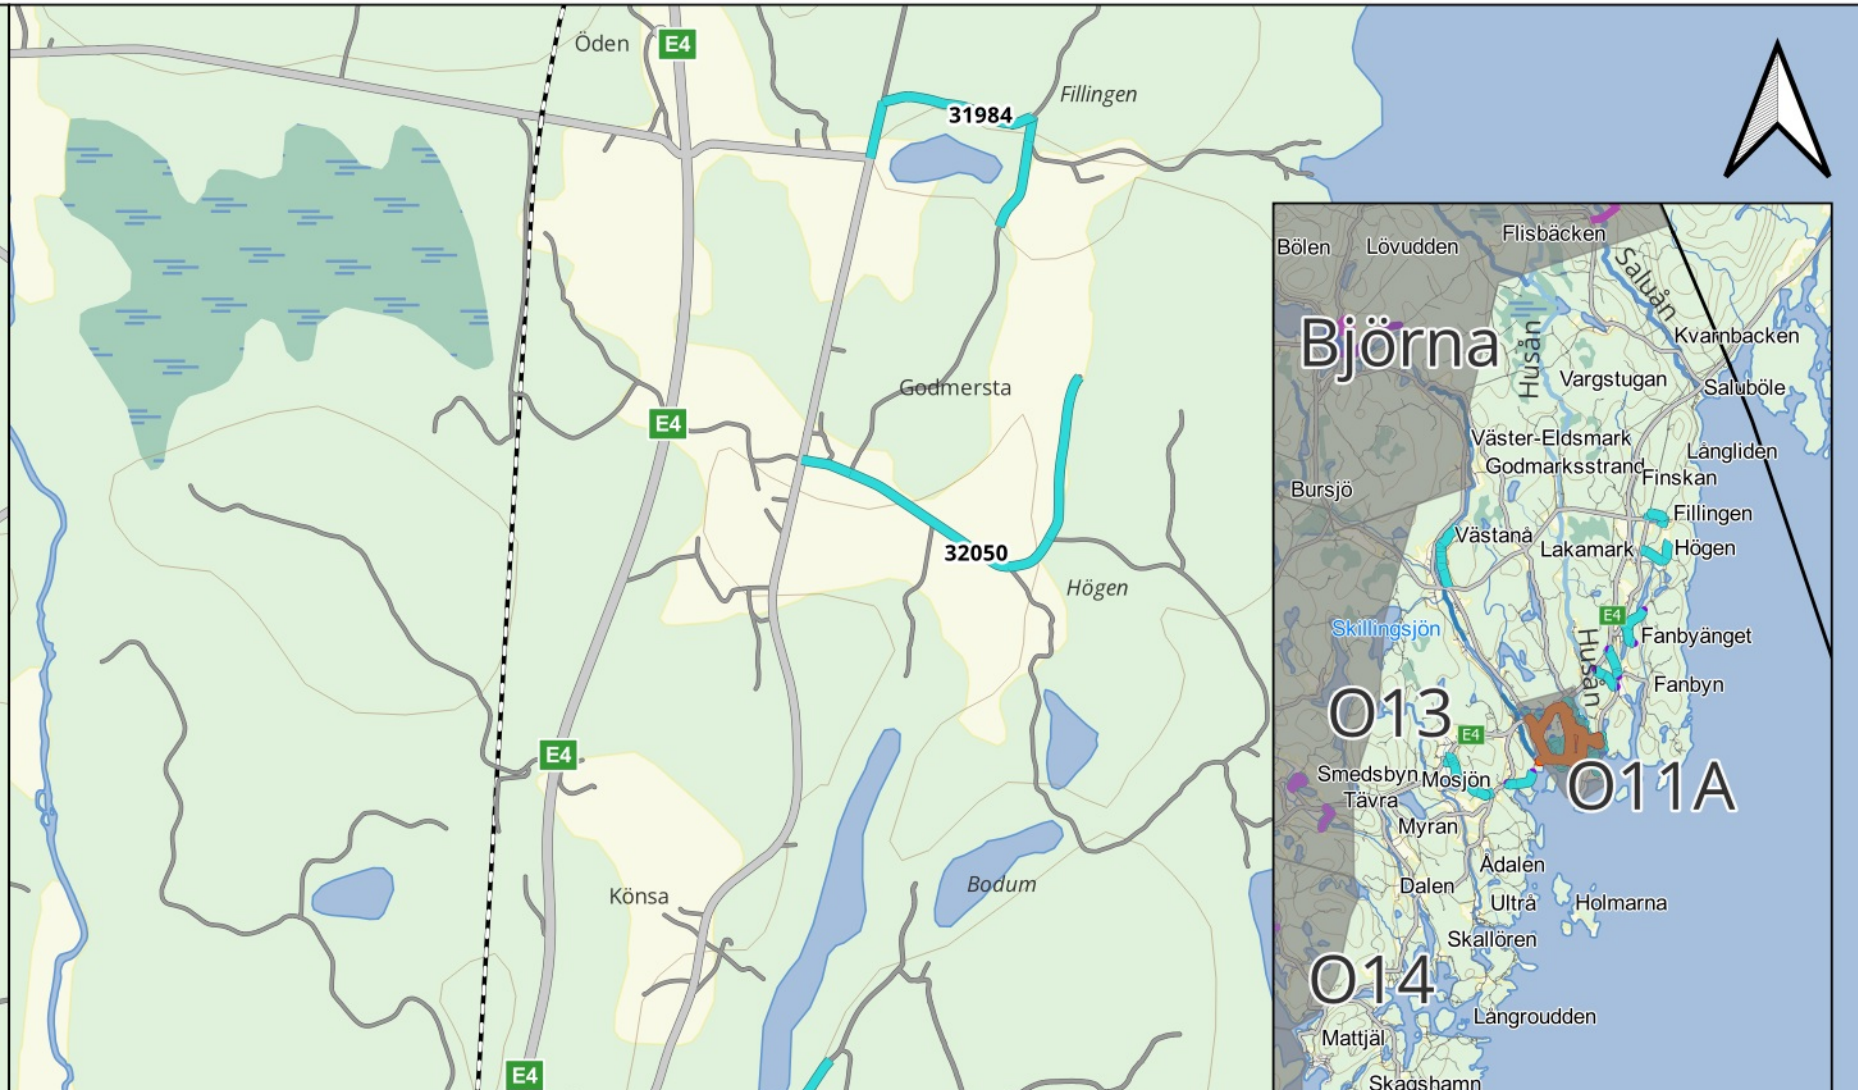 Öden
E4
Fillingen
31984
Godmersta
E4
32050
Högen
E4
Könsa
Bodum
E4
Bölen
Lövudden
Flisbäcken
Saluån
Björna
Husån
Kvarnbacken
Vargstugan
Saluböle
Väster-Eldsmark
Långliden
Godmarksstrand
Finskan
Bursjö
Fillingen
Västanå
Lakamark
Högen
E4
Skillingsjön
Husån
Fanbyänget
Fanbyn
O13
E4
Smedsbyn
Mosjön
O11A
Tävra
Myran
Ådalen
Dalen
Ultrå
Holmarna
Skallören
O14
Långroudden
Mattjäl
Skagshamn